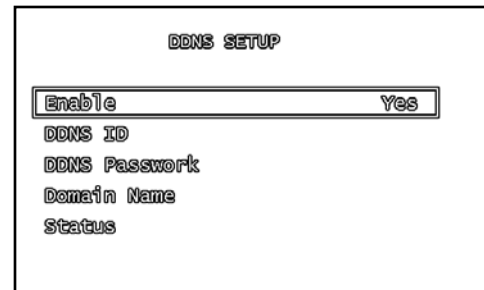 DDNS SETUP
Enable Yes
DDNS ID
DDNS Passwork
Domain Name
Status